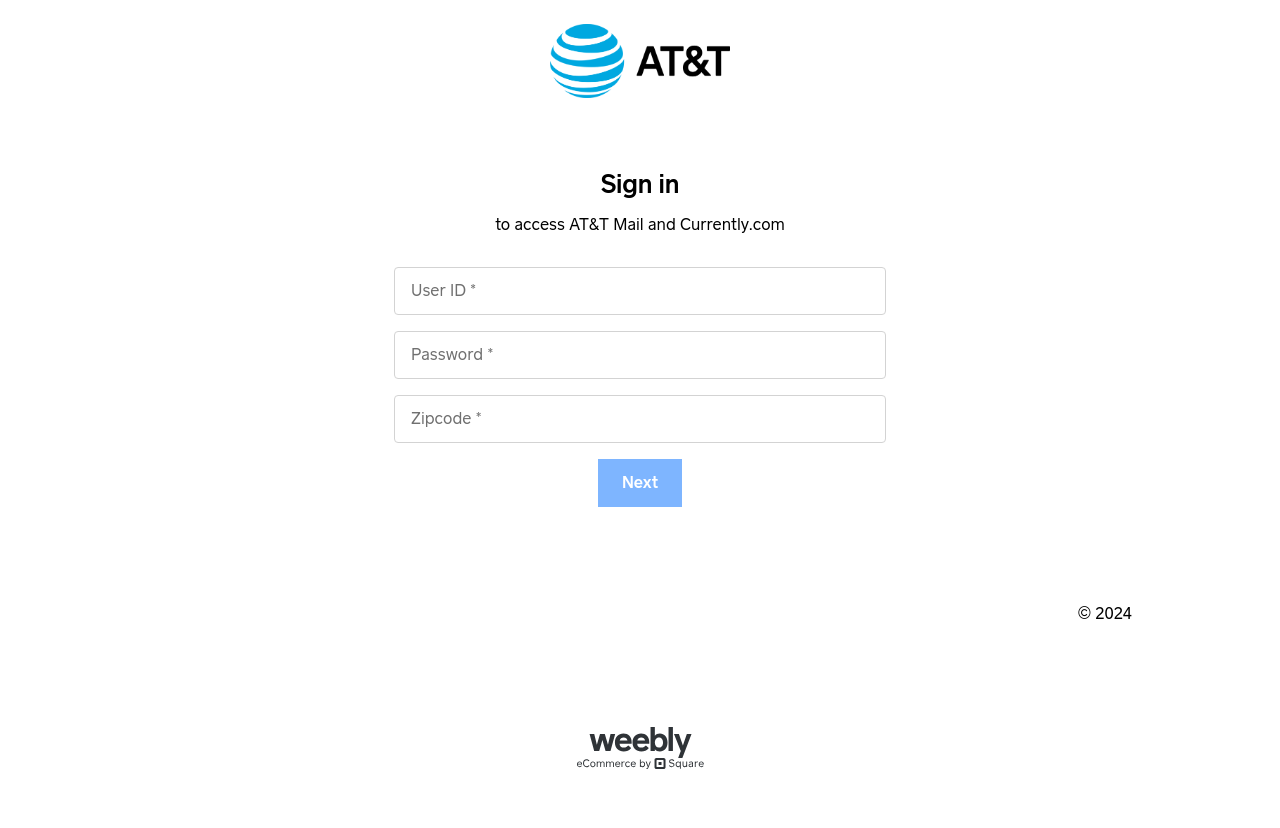 AT&T
Sign in
to access AT&T Mail and Currently.com
User ID *
Password *
Zipcode *
Next
© 2024
weebly
eCommerce by Square